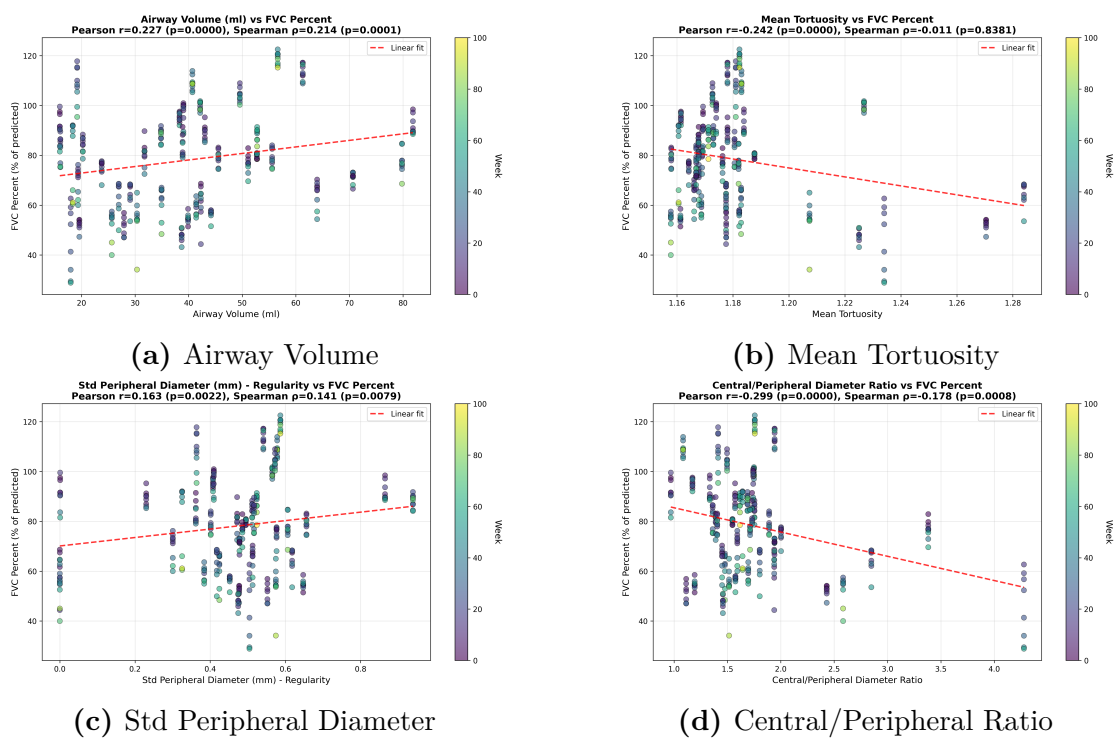 Airway Volume (ml) vs FVC Percent
Pearson r=0.227 (p=0.0000), Spearman ρ=0.214 (p=0.0001)
Linear fit
FVC Percent (% of predicted)
120
100
80
60
40
20
30
40
50
60
70
80
Airway Volume (ml)
100
80
60
40
20
0
Week
(a) Airway Volume
Mean Tortuosity vs FVC Percent
Pearson r=-0.242 (p=0.0000), Spearman ρ=-0.011 (p=0.8381)
Linear fit
FVC Percent (% of predicted)
120
100
80
60
40
1.16
1.18
1.20
1.22
1.24
1.26
1.28
Mean Tortuosity
100
80
60
40
20
0
Week
(b) Mean Tortuosity
Std Peripheral Diameter (mm) - Regularity vs FVC Percent
Pearson r=0.163 (p=0.0022), Spearman ρ=0.141 (p=0.0079)
Linear fit
FVC Percent (% of predicted)
120
100
80
60
40
0.0
0.2
0.4
0.6
0.8
Std Peripheral Diameter (mm) - Regularity
100
80
60
40
20
0
Week
(c) Std Peripheral Diameter
Central/Peripheral Diameter Ratio vs FVC Percent
Pearson r=-0.299 (p=0.0000), Spearman ρ=-0.178 (p=0.0008)
Linear fit
FVC Percent (% of predicted)
120
100
80
60
40
1.0
1.5
2.0
2.5
3.0
3.5
4.0
Central/Peripheral Diameter Ratio
100
80
60
40
20
0
Week
(d) Central/Peripheral Ratio